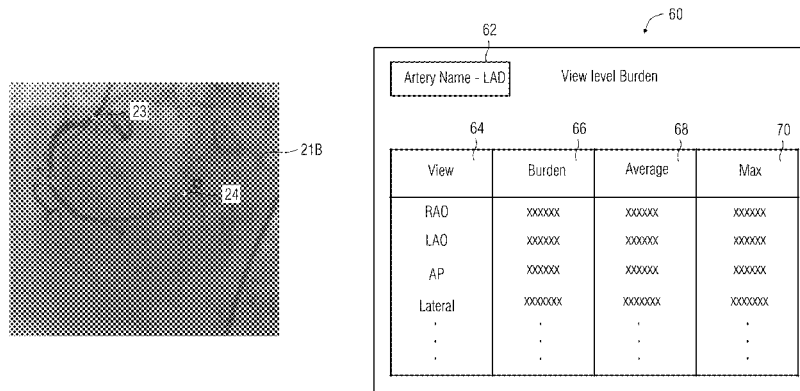 60
62
Artery Name - LAD
View level Burden
23
21B
24
64
66
68
70
View Burden Average Max
RAO XXXXXX XXXXXX XXXXXX
LAO XXXXXX XXXXXX XXXXXX
AP XXXXXX XXXXXX XXXXXX
Lateral XXXXXXX XXXXXXX XXXXXXX